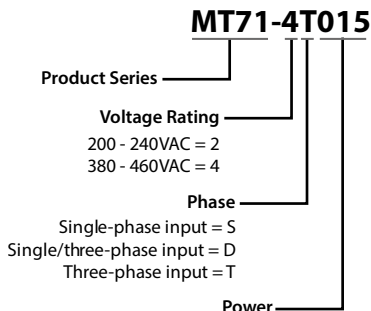 MT71-4T015
Product Series
Voltage Rating
200 - 240VAC = 2
380 - 460VAC = 4
Phase
Single-phase input = S
Single/three-phase input = D
Three-phase input = T
Power